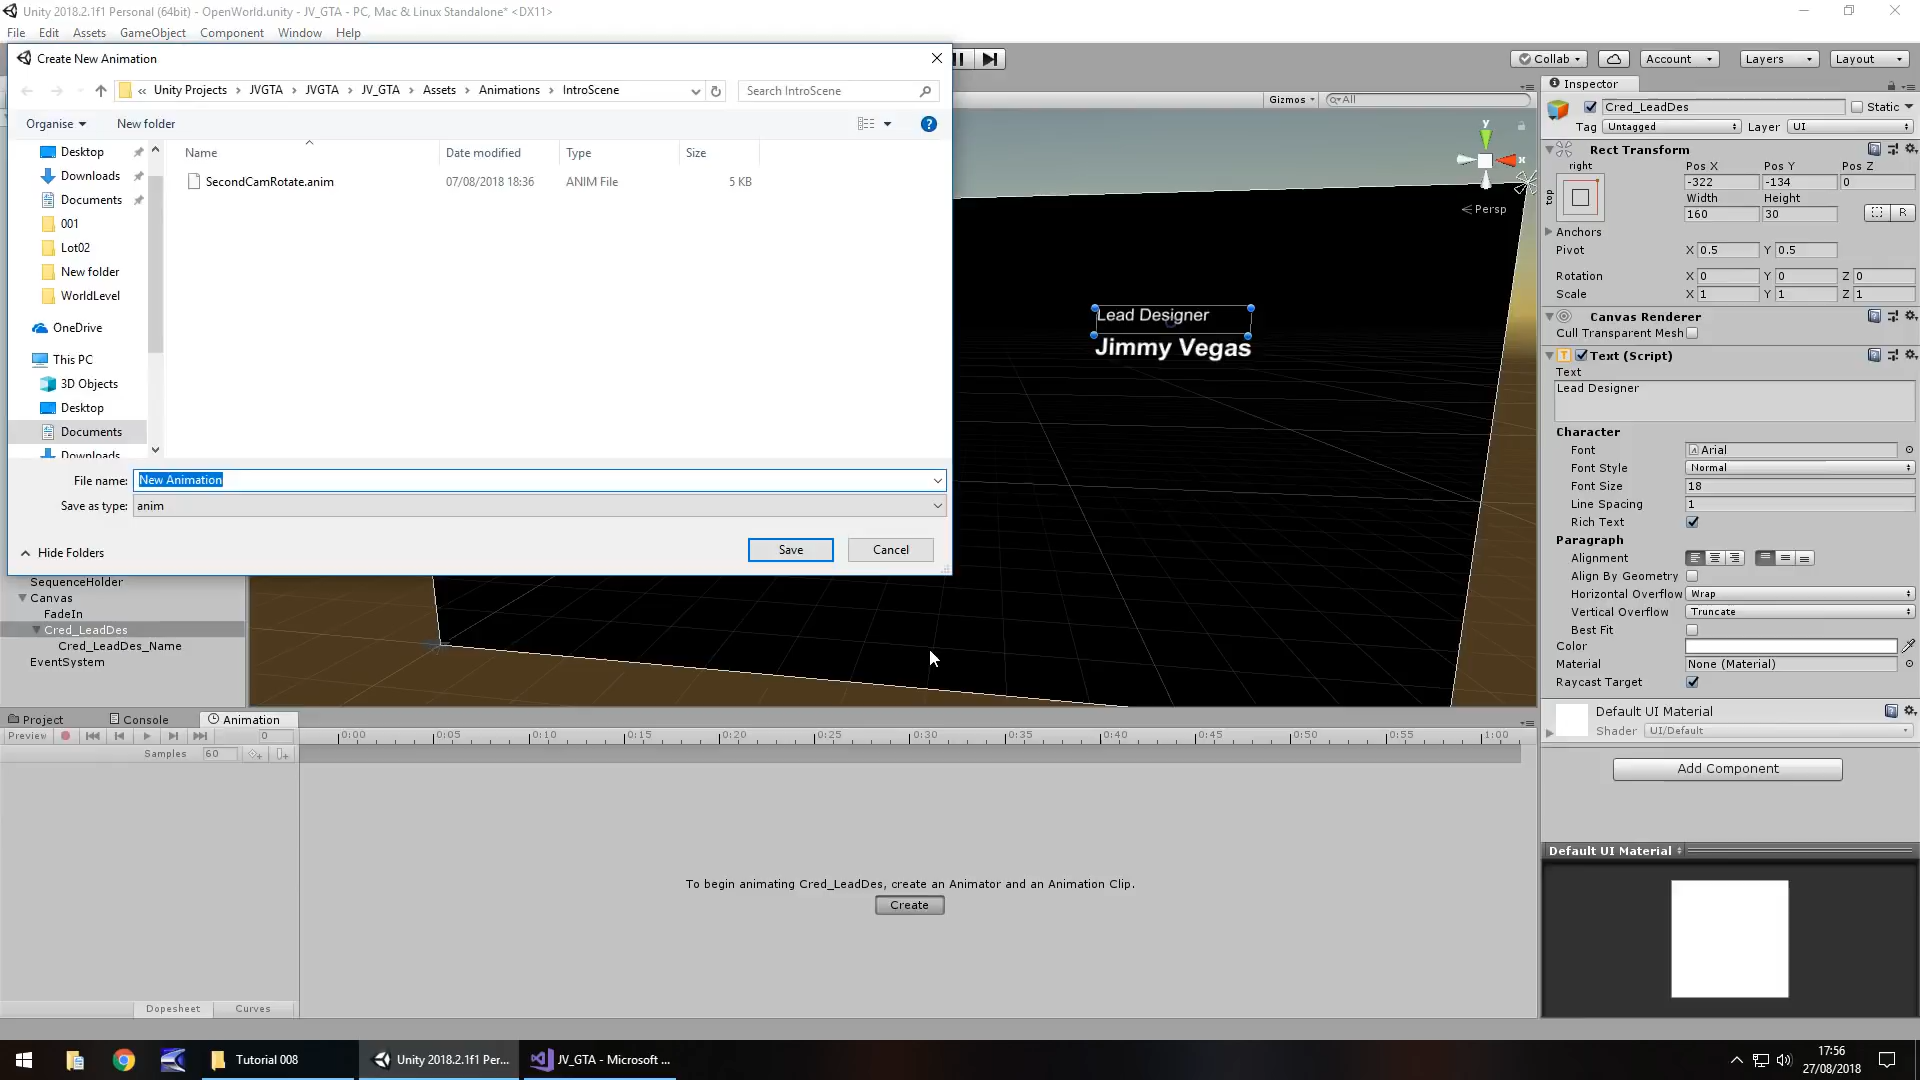 Unity 2018.2.1f1 Personal (64bit) - OpenWorld.unity - JV_GTA - PC, Mac & Linux Standalone* <DX11>
File Edit Assets GameObject Component Window Help
Create New Animation
Collab Account Layers Layout
« Unity Projects › JVGTA › JVGTA › JV_GTA › Assets › Animations › IntroScene
Search IntroScene
Organise New folder
Name Date modified Type Size
SecondCamRotate.anim 07/08/2018 18:36 ANIM File 5 KB
Desktop
Downloads
Documents
001
Lot02
New folder
WorldLevel
OneDrive
This PC
3D Objects
Desktop
Documents
Downloads
File name: New Animation
Save as type: anim
Hide Folders
Save Cancel
Gizmos All
y
x
Persp
Lead Designer
Jimmy Vegas
SequenceHolder
Canvas
FadeIn
Cred_LeadDes
Cred_LeadDes_Name
EventSystem
Project Console Animation
Preview 0
0:00 0:05 0:10 0:15 0:20 0:25 0:30 0:35 0:40 0:45 0:50 0:55 1:00
Samples 60
To begin animating Cred_LeadDes, create an Animator and an Animation Clip.
Create
Dopesheet Curves
Inspector
Cred_LeadDes Static
Tag Untagged Layer UI
Rect Transform
right
top
Pos X Pos Y Pos Z
-322 -134 0
Width Height
160 30
R
Anchors
Pivot X 0.5 Y 0.5
Rotation X 0 Y 0 Z 0
Scale X 1 Y 1 Z 1
Canvas Renderer
Cull Transparent Mesh
Text (Script)
Text
Lead Designer
Character
Font Arial
Font Style Normal
Font Size 18
Line Spacing 1
Rich Text
Paragraph
Alignment
Align By Geometry
Horizontal Overflow Wrap
Vertical Overflow Truncate
Best Fit
Color
Material None (Material)
Raycast Target
Default UI Material
Shader UI/Default
Add Component
Default UI Material
Tutorial 008
Unity 2018.2.1f1 Per...
JV_GTA - Microsoft ...
17:56
27/08/2018